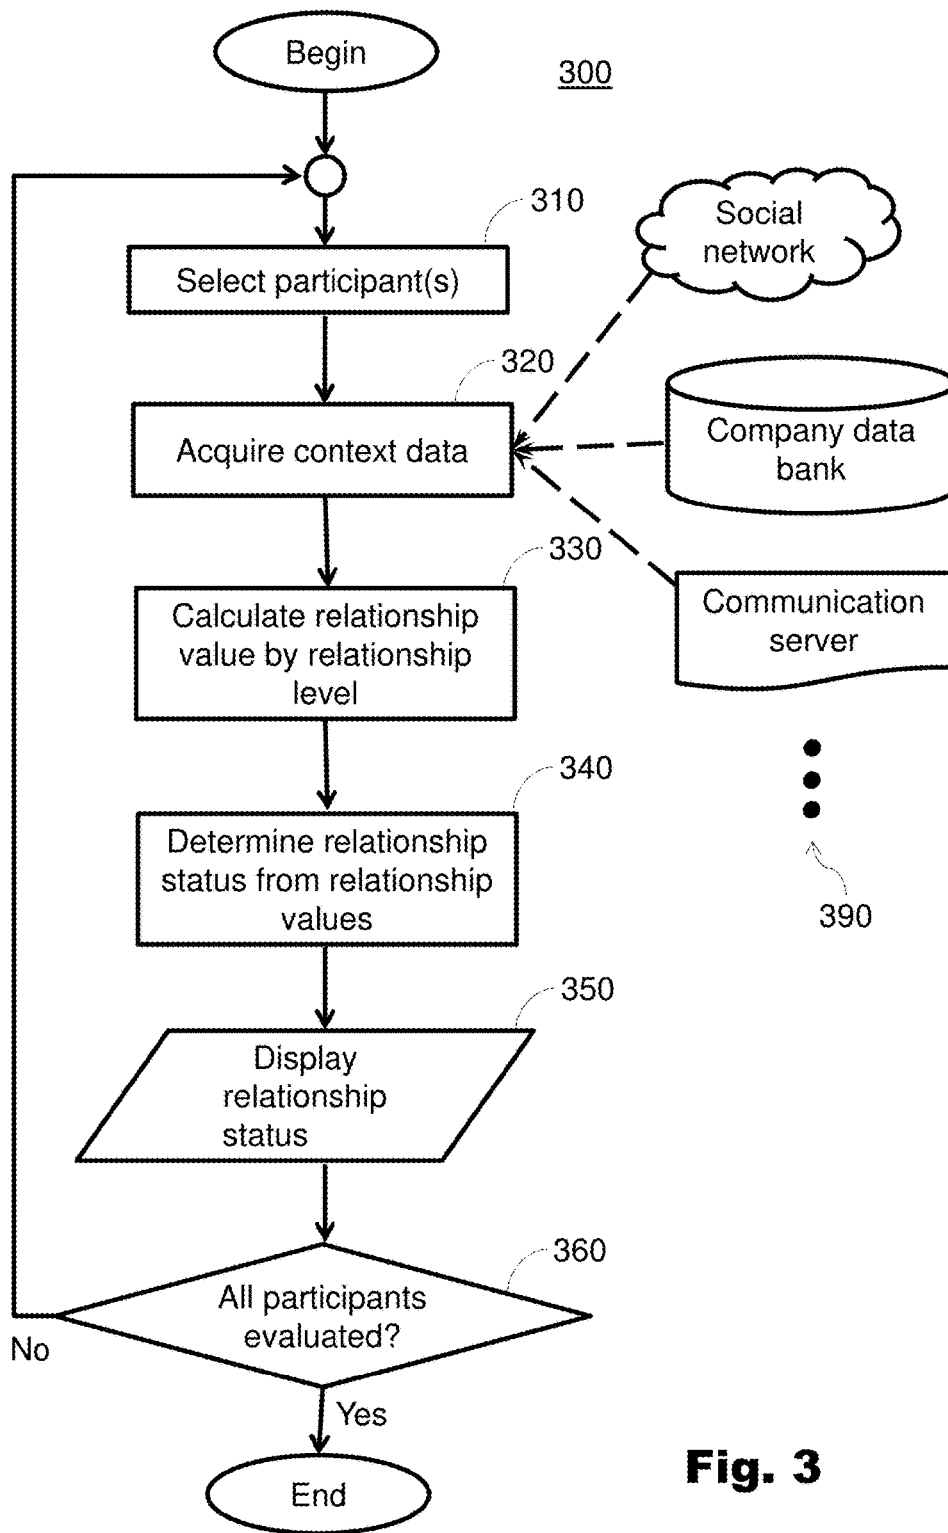 Begin
300
310
Select participant(s)
Social
network
320
Acquire context data
Company data
bank
330
Calculate relationship
value by relationship
level
Communication
server
340
Determine relationship
status from relationship
values
390
350
Display
relationship
status
360
All participants
evaluated?
No
Yes
End
Fig. 3